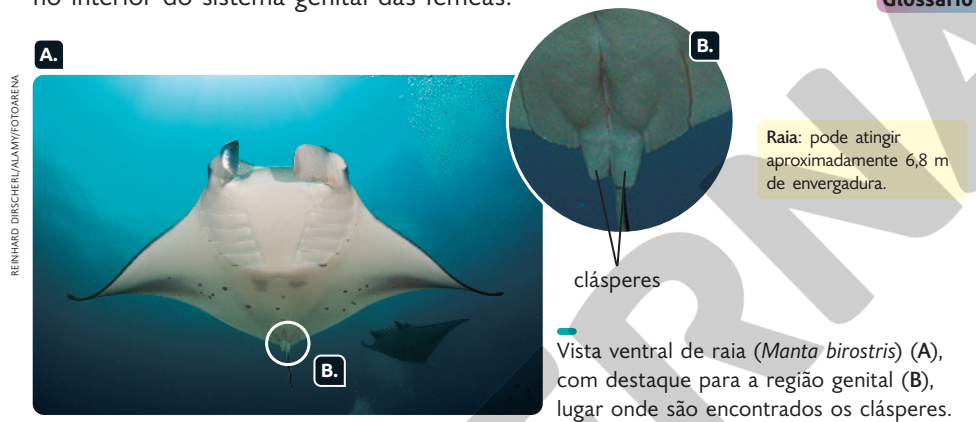 no interior do sistema genital das fêmeas.
Glossário
A.
B.
REINHARD DIRSCHERL/ALAMY/FOTOARENA
Raia: pode atingir
aproximadamente 6,8 m
de envergadura.
clásperes
B.
Vista ventral de raia (Manta birostris) (A),
com destaque para a região genital (B),
lugar onde são encontrados os clásperes.